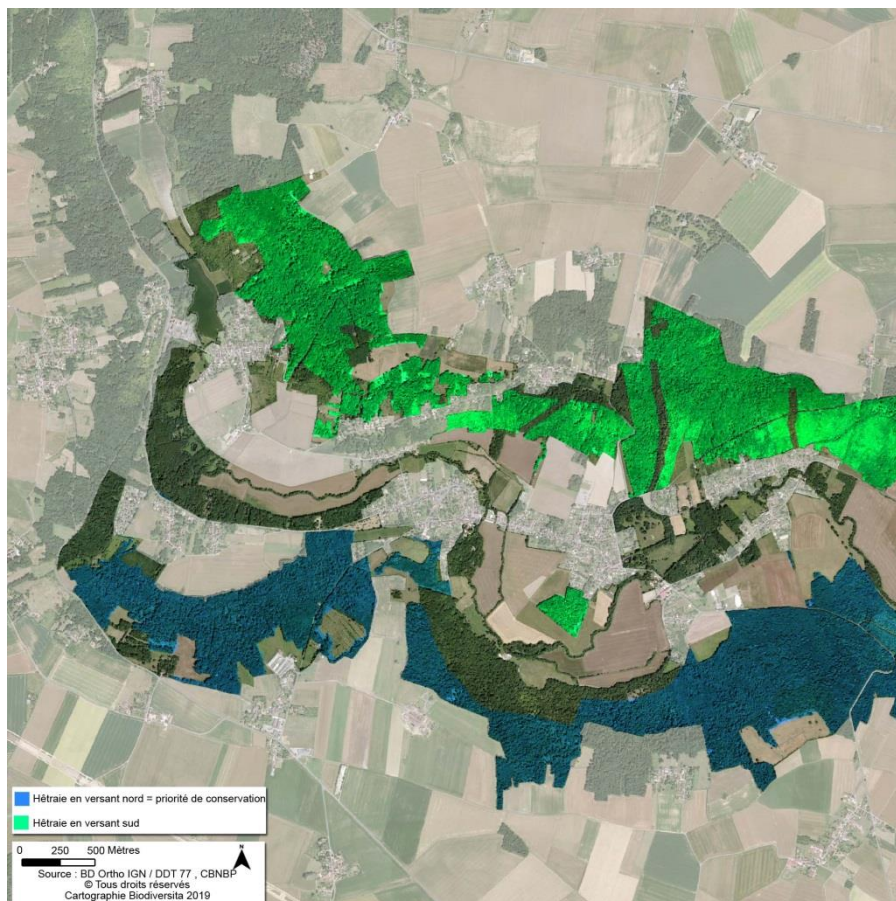 Hêtraie en versant nord = priorité de conservation
Hêtraie en versant sud
0 250 500 Mètres
N
Source : BD Ortho IGN / DDT 77 , CBNBP
© Tous droits réservés
Cartographie Biodiversita 2019